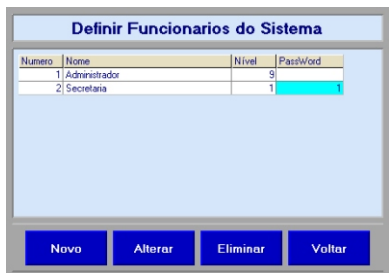 Definir Funcionarios do Sistema
Numero Nome Nível PassWord
1 Administrador 9
2 Secretaria 1 1
Novo Alterar Eliminar Voltar